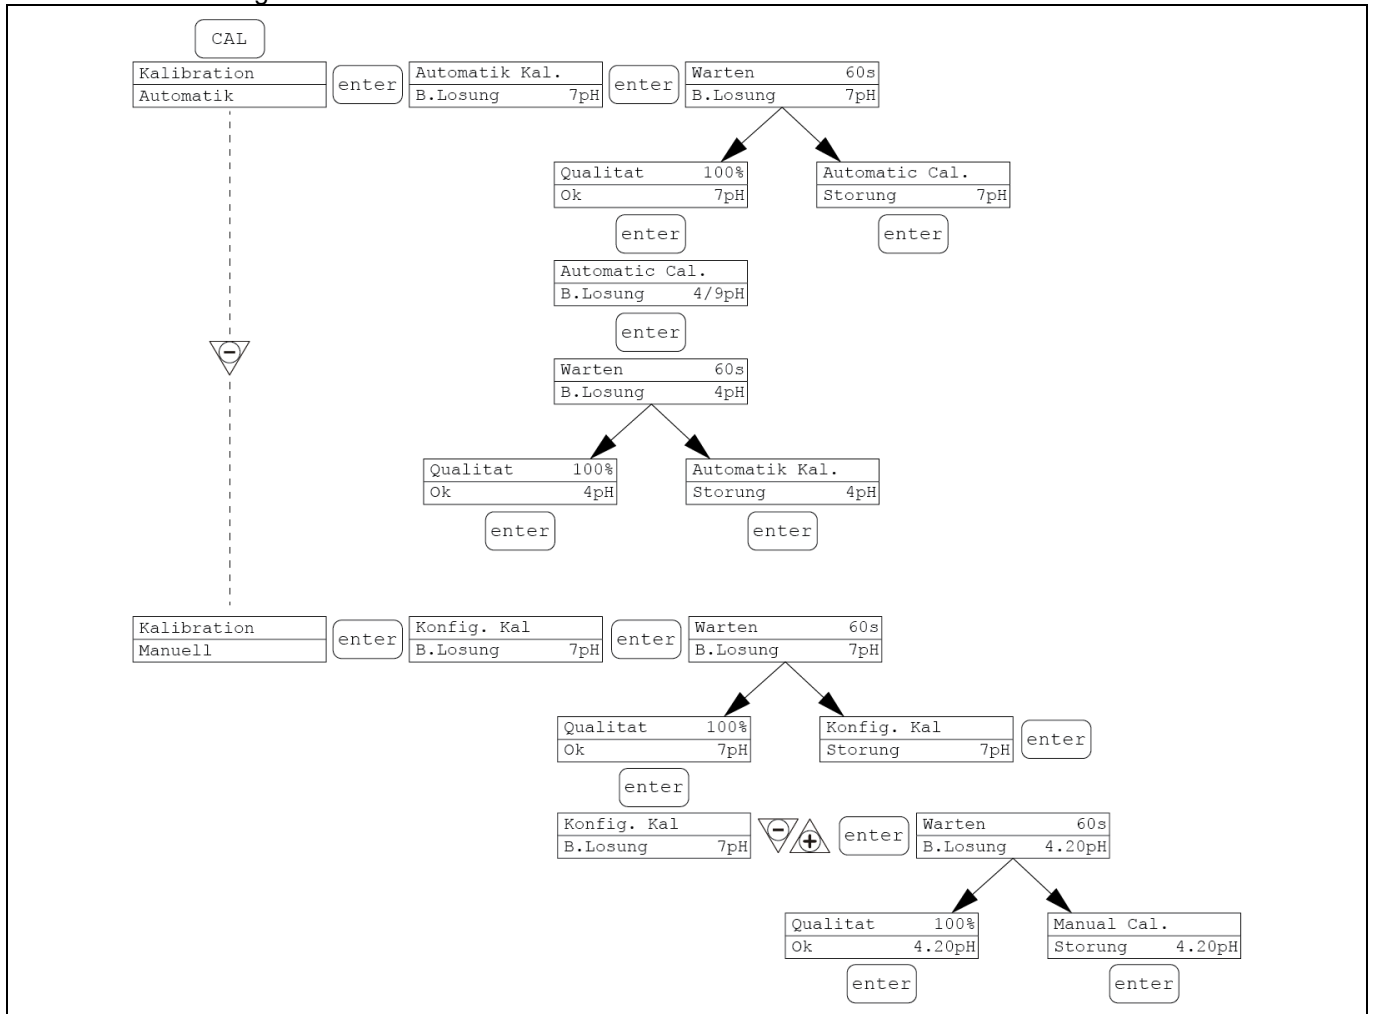 CAL
Kalibration
Automatik
enter
Automatik Kal.
B.Losung 7pH
enter
Warten 60s
B.Losung 7pH
Qualitat 100%
Ok 7pH
enter
Automatic Cal.
Storung 7pH
enter
Automatic Cal.
B.Losung 4/9pH
enter
Warten 60s
B.Losung 4pH
Qualitat 100%
Ok 4pH
enter
Automatik Kal.
Storung 4pH
enter
Kalibration
Manuell
enter
Konfig. Kal
B.Losung 7pH
enter
Warten 60s
B.Losung 7pH
Qualitat 100%
Ok 7pH
enter
Konfig. Kal
Storung 7pH
enter
Konfig. Kal
B.Losung 7pH
enter
Warten 60s
B.Losung 4.20pH
Qualitat 100%
Ok 4.20pH
enter
Manual Cal.
Storung 4.20pH
enter